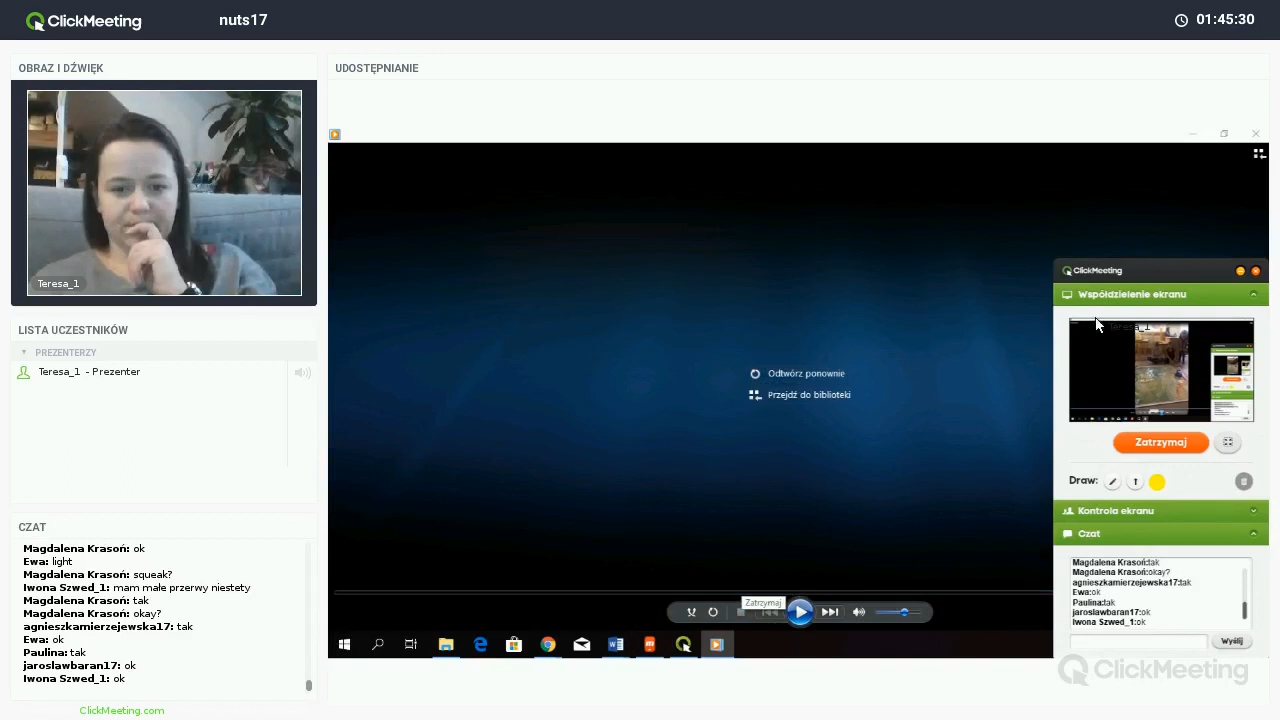 ClickMeeting
nuts17
01:45:30
OBRAZ I DŹWIĘK
Teresa_1
LISTA UCZESTNIKÓW
PREZENTERZY
Teresa_1 - Prezenter
CZAT
Magdalena Krasoń: ok
Ewa: light
Magdalena Krasoń: squeak?
Iwona Szwed_1: mam małe przerwy niestety
Magdalena Krasoń: tak
Magdalena Krasoń: okay?
agnieszkamierzejewska17: tak
Ewa: ok
Paulina: tak
jaroslawbaran17: ok
Iwona Szwed_1: ok
ClickMeeting.com
UDOSTĘPNIANIE
Odtwórz ponownie
Przejdź do biblioteki
Zatrzymaj
ClickMeeting
Współdzielenie ekranu
Teresa_1
Zatrzymaj
Draw:
Kontrola ekranu
Czat
Magdalena Krasoń:tak
Magdalena Krasoń:okay?
agnieszkamierzejewska17:tak
Ewa:ok
Paulina:tak
jaroslawbaran17:ok
Iwona Szwed_1:ok
Wyślij
ClickMeeting